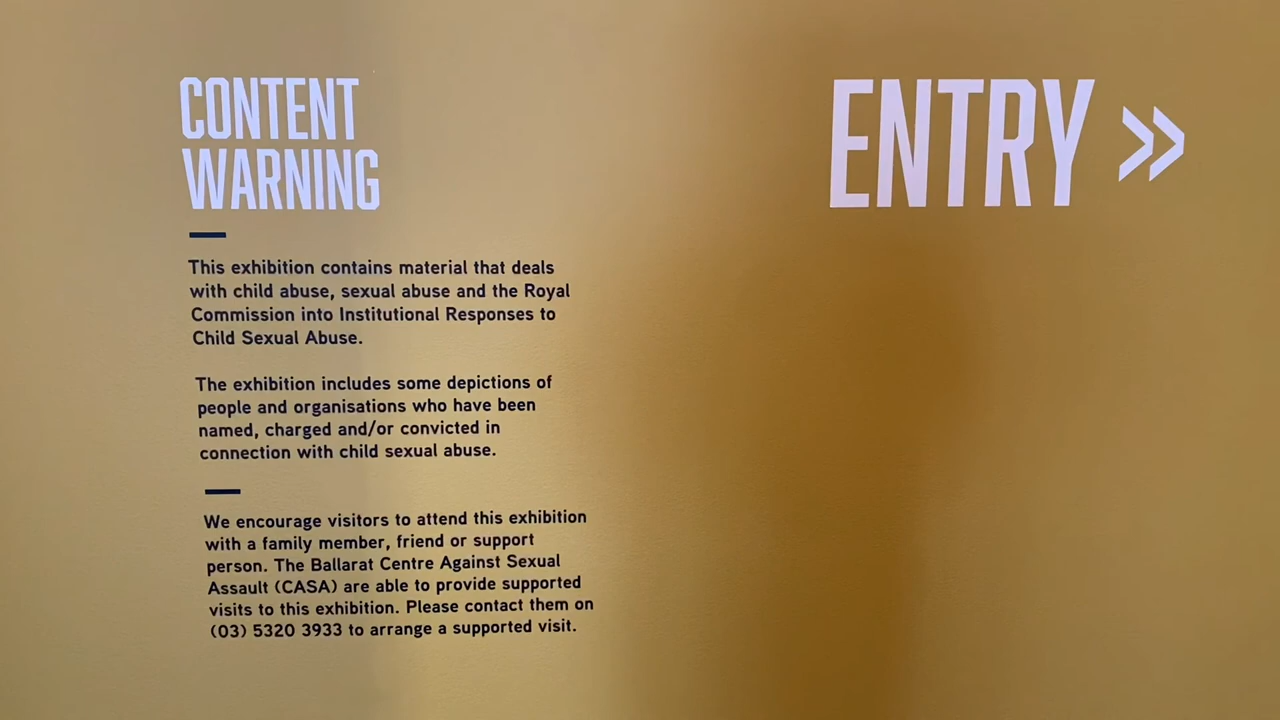 CONTENT
WARNING
This exhibition contains material that deals
with child abuse, sexual abuse and the Royal
Commission into Institutional Responses to
Child Sexual Abuse.
The exhibition includes some depictions of
people and organisations who have been
named, charged and/or convicted in
connection with child sexual abuse.
We encourage visitors to attend this exhibition
with a family member, friend or support
person. The Ballarat Centre Against Sexual
Assault (CASA) are able to provide supported
visits to this exhibition. Please contact them on
(03) 5320 3933 to arrange a supported visit.
ENTRY »